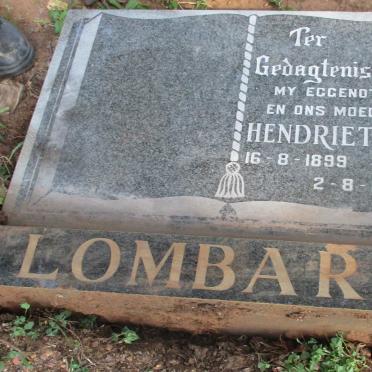 Ter
Gedagtenis
MY EGGENOT
EN ONS MOED
HENDRIET
16-8-1899
2-8-
LOMBAR